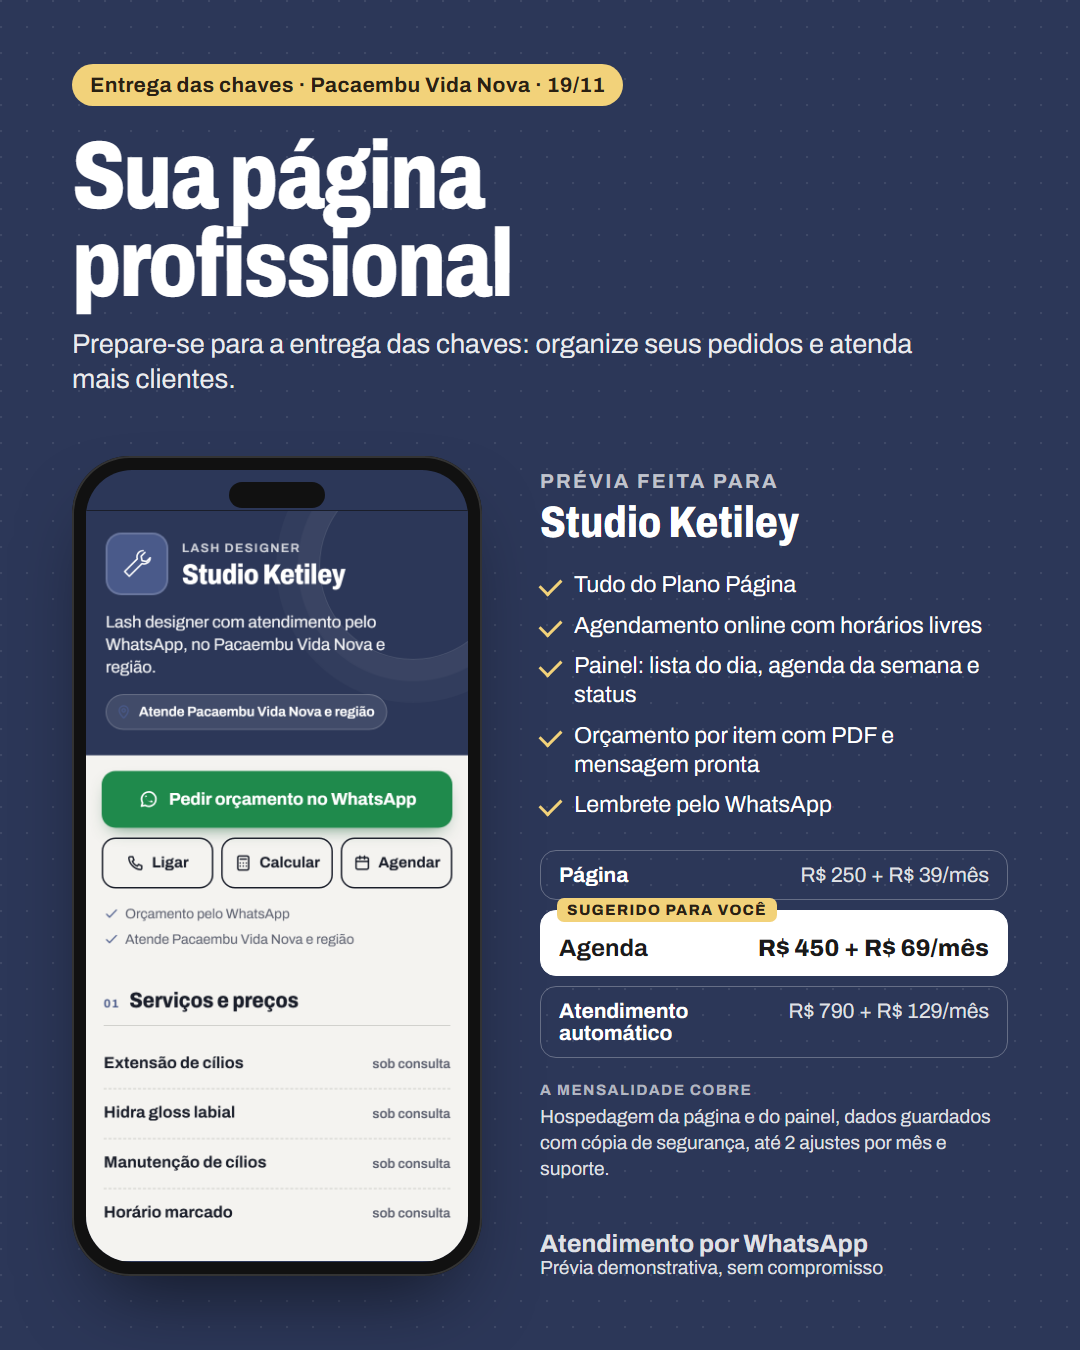 Entrega das chaves · Pacaembu Vida Nova · 19/11
Sua página
profissional
Prepare-se para a entrega das chaves: organize seus pedidos e atenda
mais clientes.
LASH DESIGNER
Studio Ketiley
Lash designer com atendimento pelo
WhatsApp, no Pacaembu Vida Nova e
região.
Atende Pacaembu Vida Nova e região
Pedir orçamento no WhatsApp
Ligar
Calcular
Agendar
Orçamento pelo WhatsApp
Atende Pacaembu Vida Nova e região
01 Serviços e preços
Extensão de cílios sob consulta
Hidra gloss labial sob consulta
Manutenção de cílios sob consulta
Horário marcado sob consulta
PRÉVIA FEITA PARA
Studio Ketiley
Tudo do Plano Página
Agendamento online com horários livres
Painel: lista do dia, agenda da semana e
status
Orçamento por item com PDF e
mensagem pronta
Lembrete pelo WhatsApp
Página R$ 250 + R$ 39/mês
SUGERIDO PARA VOCÊ
Agenda R$ 450 + R$ 69/mês
Atendimento R$ 790 + R$ 129/mês
automático
A MENSALIDADE COBRE
Hospedagem da página e do painel, dados guardados
com cópia de segurança, até 2 ajustes por mês e
suporte.
Atendimento por WhatsApp
Prévia demonstrativa, sem compromisso